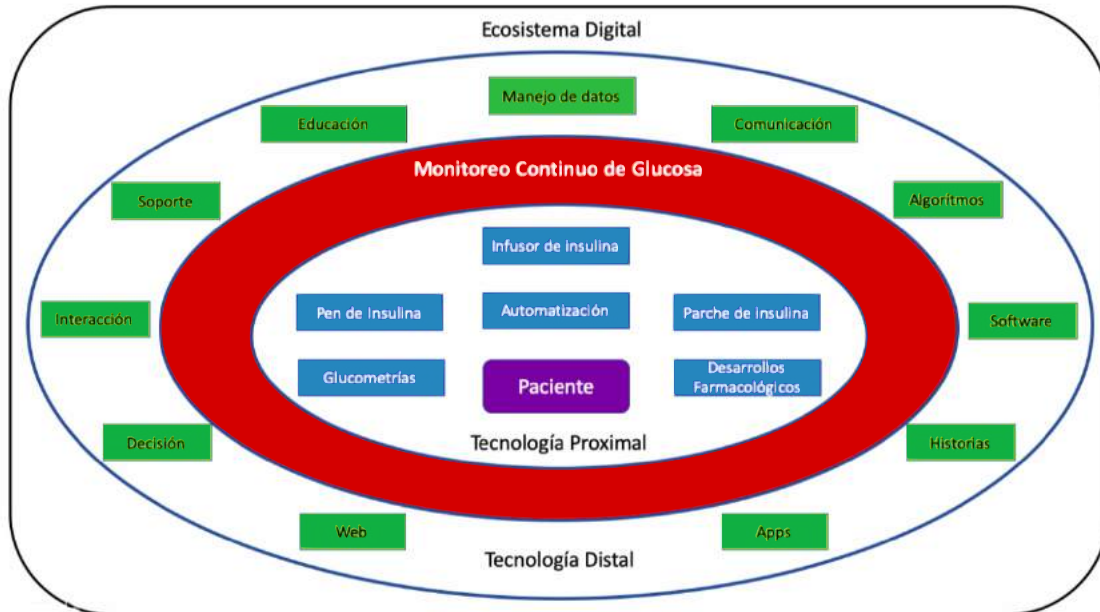 Ecosistema Digital
Manejo de datos
Educación
Comunicación
Monitoreo Continuo de Glucosa
Soporte
Algorítmos
Infusor de insulina
Pen de Insulina
Automatización
Parche de insulina
Interacción
Software
Glucometrías
Paciente
Desarrollos
Farmacológicos
Decisión
Tecnología Proximal
Historias
Web
Apps
Tecnología Distal